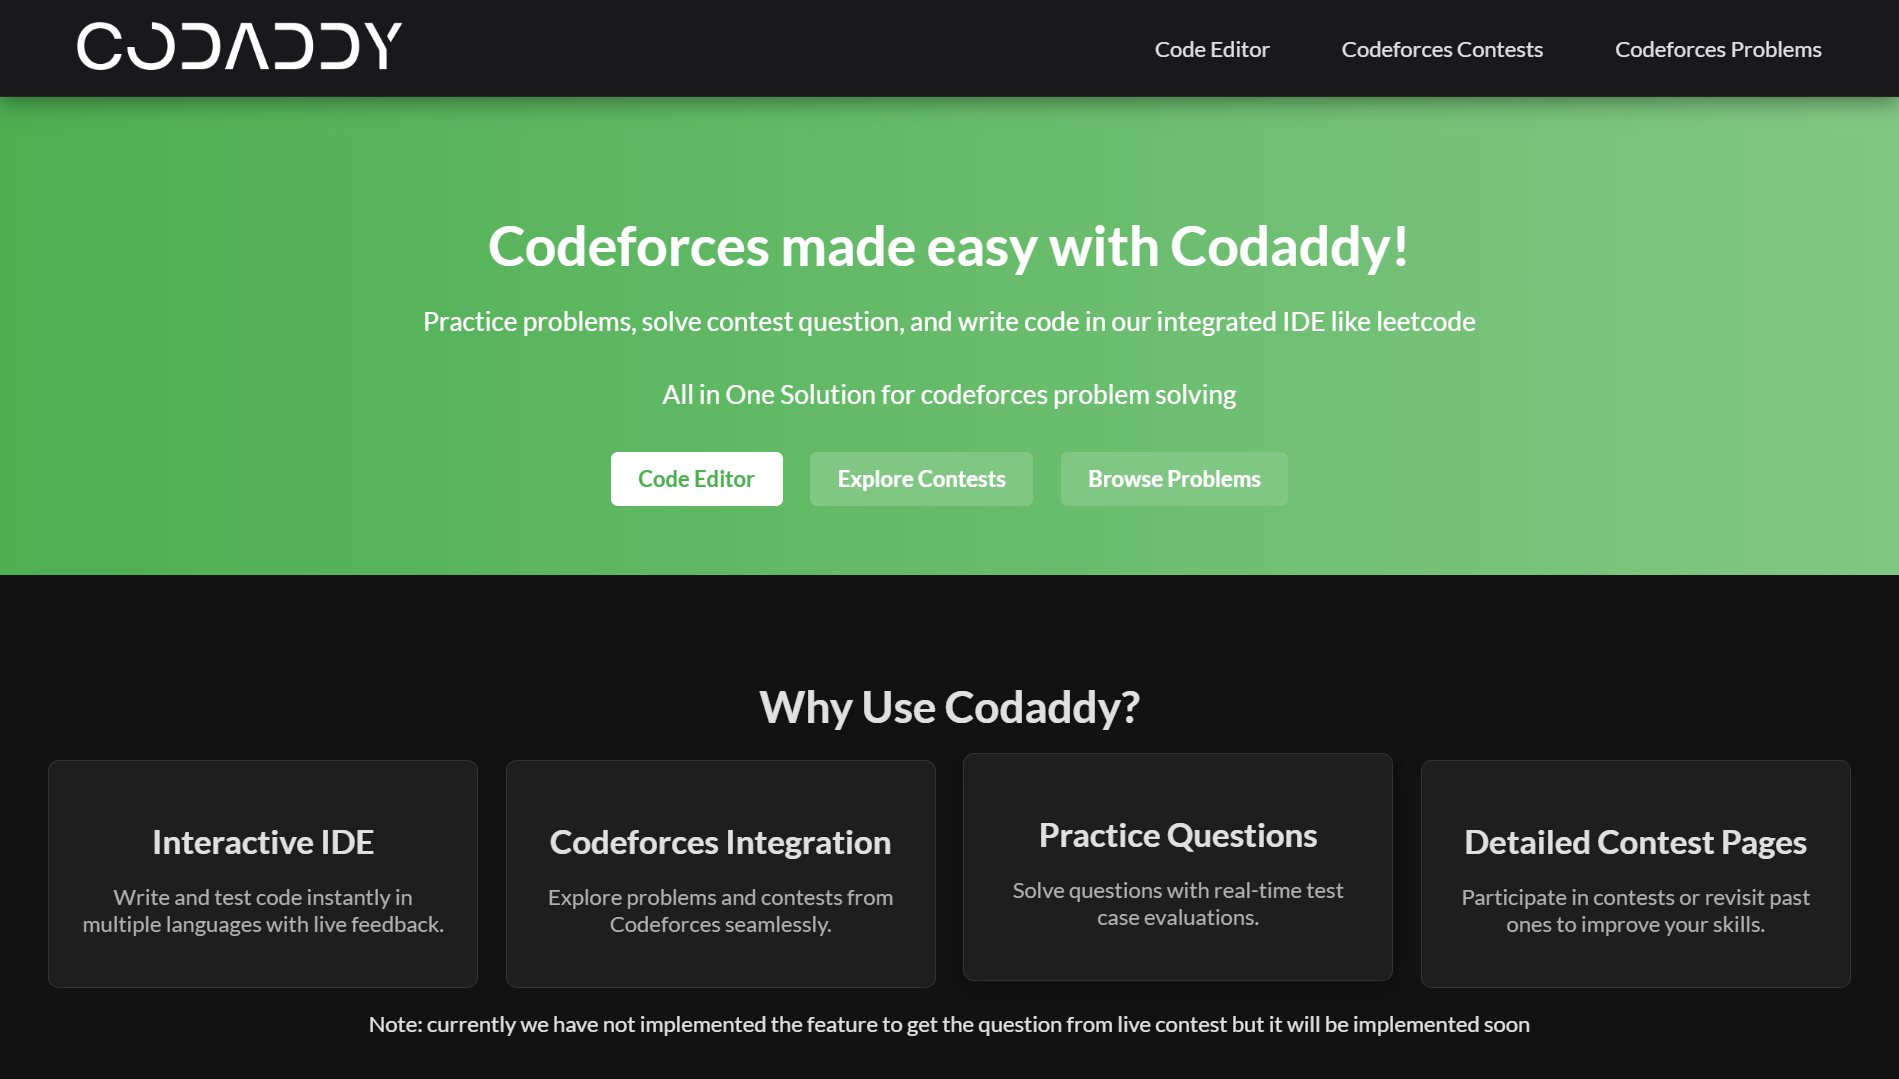 CODADDY
Code Editor
Codeforces Contests
Codeforces Problems
Codeforces made easy with Codaddy!
Practice problems, solve contest question, and write code in our integrated IDE like leetcode
All in One Solution for codeforces problem solving
Code Editor
Explore Contests
Browse Problems
Why Use Codaddy?
Interactive IDE
Write and test code instantly in
multiple languages with live feedback.
Codeforces Integration
Explore problems and contests from
Codeforces seamlessly.
Practice Questions
Solve questions with real-time test
case evaluations.
Detailed Contest Pages
Participate in contests or revisit past
ones to improve your skills.
Note: currently we have not implemented the feature to get the question from live contest but it will be implemented soon